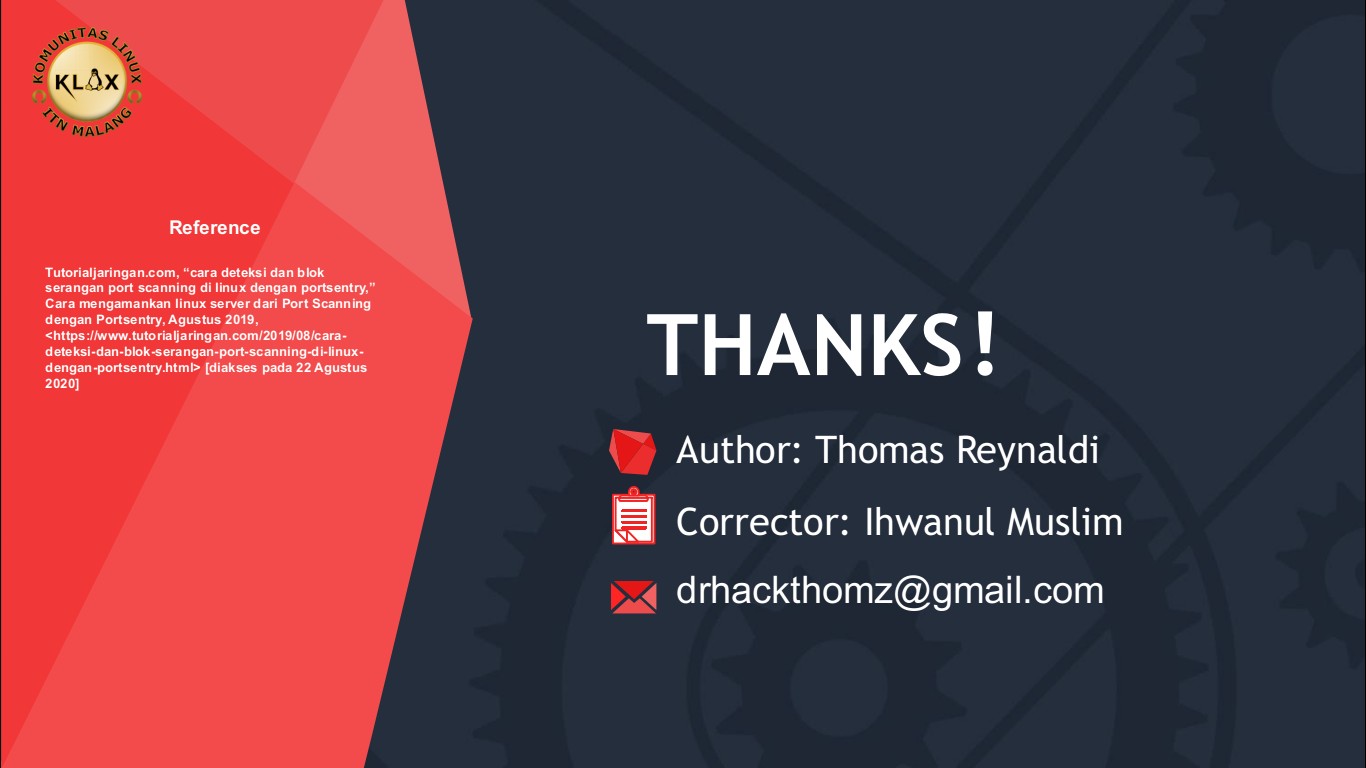 KOMUNITAS LINUX
KLAX
ITN MALANG
Reference
Tutorialjaringan.com, “cara deteksi dan blok
serangan port scanning di linux dengan portsentry,”
Cara mengamankan linux server dari Port Scanning
dengan Portsentry, Agustus 2019,
<https://www.tutorialjaringan.com/2019/08/cara-
deteksi-dan-blok-serangan-port-scanning-di-linux-
dengan-portsentry.html> [diakses pada 22 Agustus
2020]
THANKS!
Author: Thomas Reynaldi
Corrector: Ihwanul Muslim
drhackthomz@gmail.com